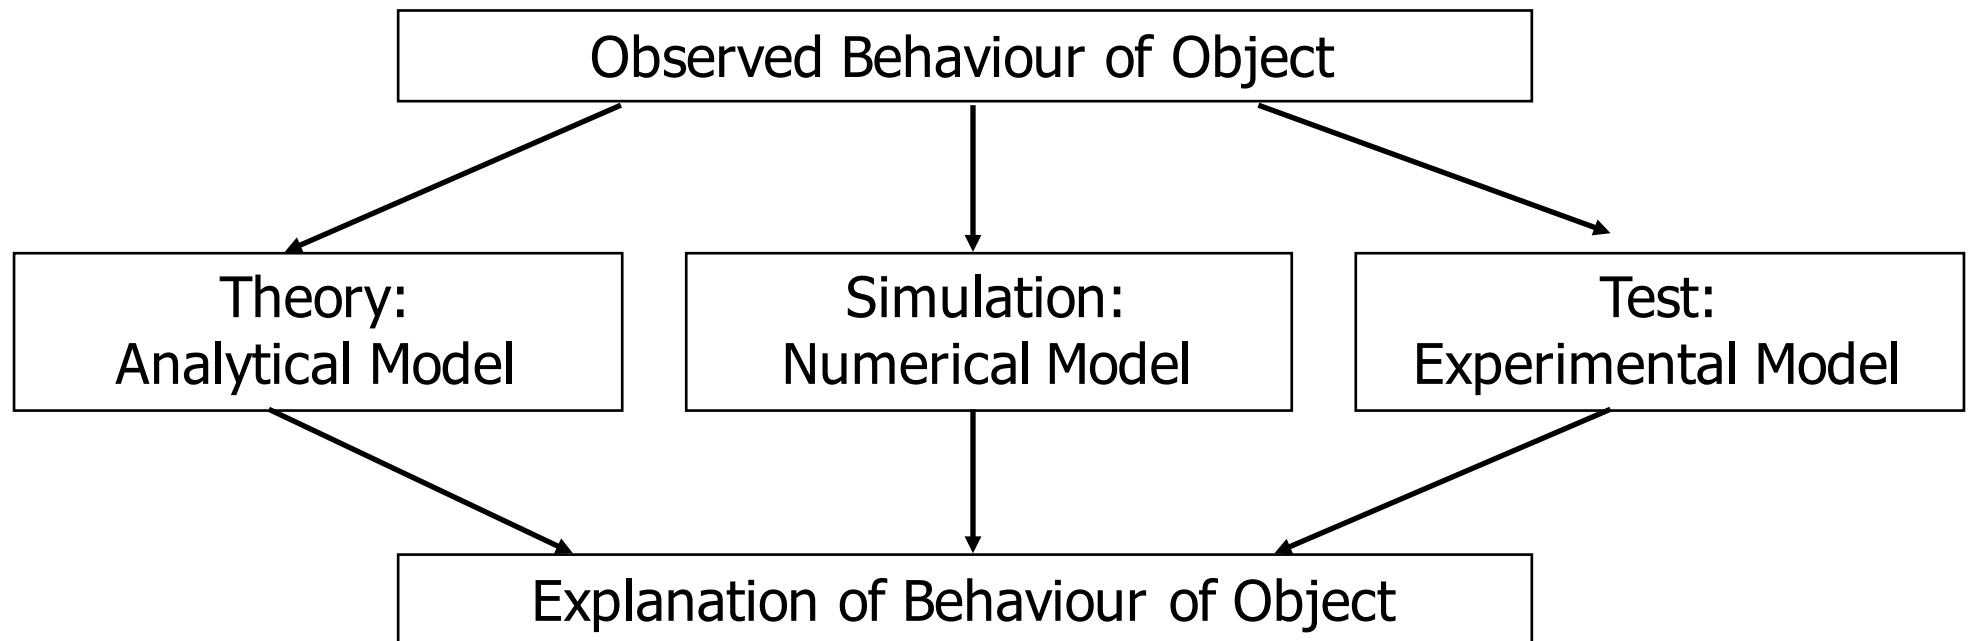 Observed Behaviour of Object
Theory:
Analytical Model
Simulation:
Numerical Model
Test:
Experimental Model
Explanation of Behaviour of Object